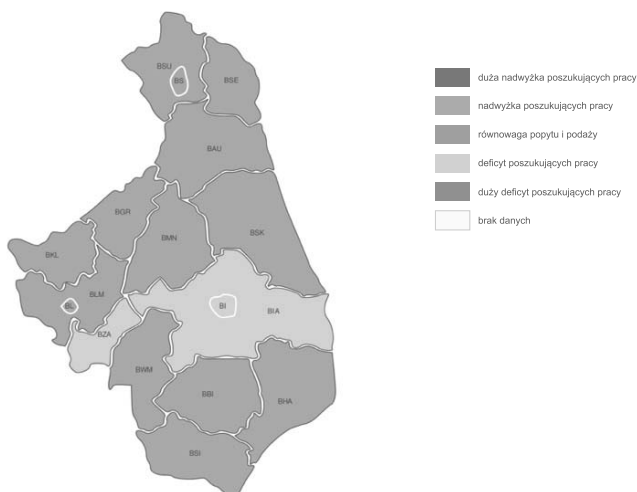 BSU
BS
BSE
BAU
BGR
BMN
BSK
BKL
BLM
BL
BZA
BI
BIA
BWM
BBI
BHA
BSI
duża nadwyżka poszukujących pracy
nadwyżka poszukujących pracy
równowaga popytu i podaży
deficyt poszukujących pracy
duży deficyt poszukujących pracy
brak danych